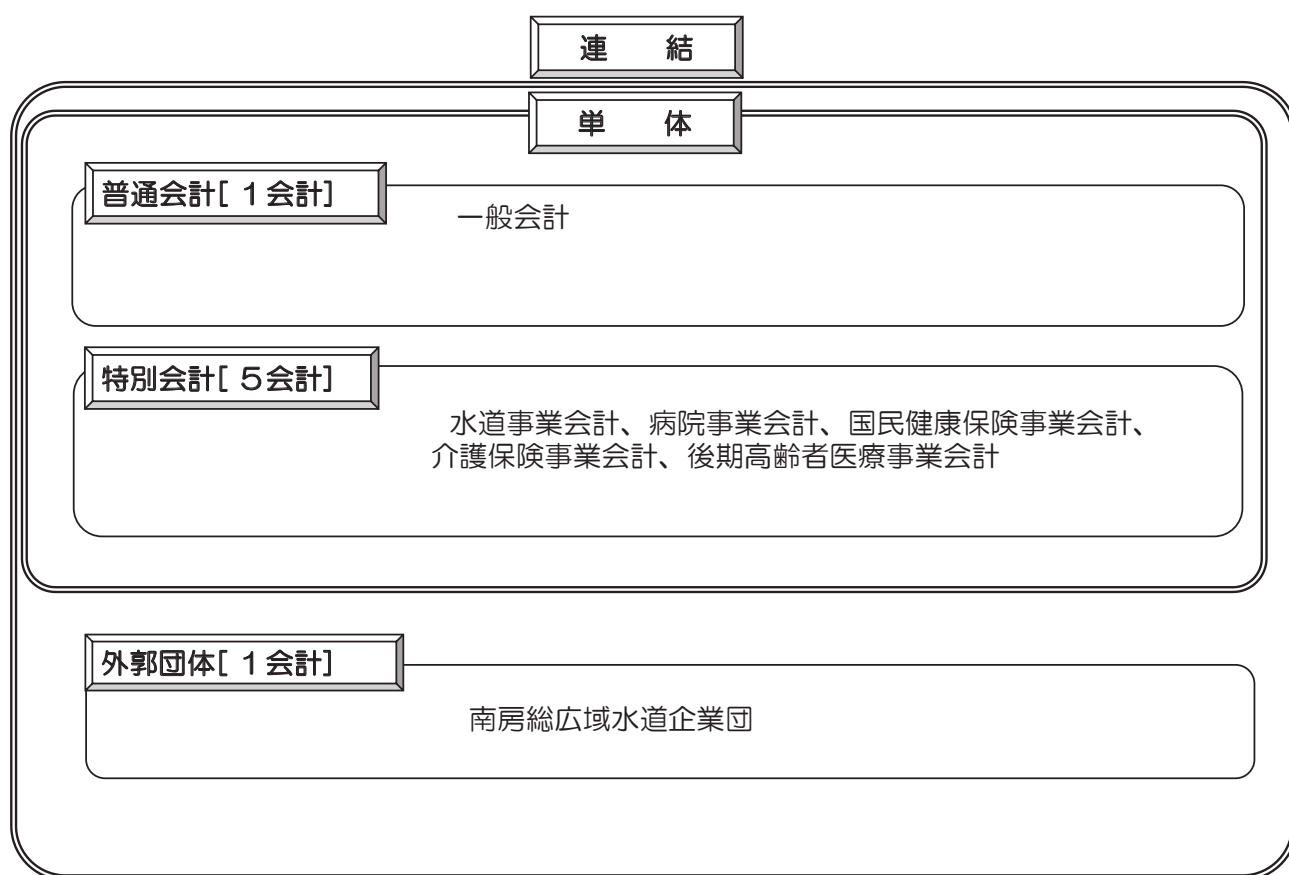 連　　結
単　　体
普通会計[ １会計]
一般会計
特別会計[ ５会計]
水道事業会計、病院事業会計、国民健康保険事業会計、
介護保険事業会計、後期高齢者医療事業会計
外郭団体[ １会計]
南房総広域水道企業団